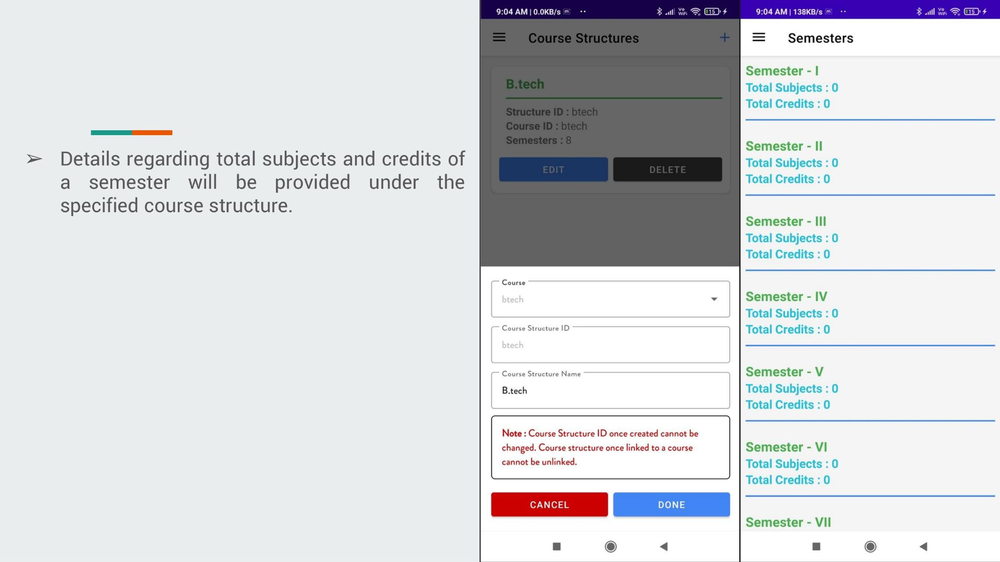 ➢ Details regarding total subjects and credits of
a semester will be provided under the
specified course structure.
9:04 AM | 0.0KB/s
Vo WiFi
15
Course Structures
+
B.tech
Structure ID : btech
Course ID : btech
Semesters : 8
EDIT
DELETE
Course
btech
Course Structure ID
btech
Course Structure Name
B.tech
Note : Course Structure ID once created cannot be
changed. Course structure once linked to a course
cannot be unlinked.
CANCEL
DONE
9:04 AM | 138KB/s
Vo WiFi
15
Semesters
Semester - I
Total Subjects : 0
Total Credits : 0
Semester - II
Total Subjects : 0
Total Credits : 0
Semester - III
Total Subjects : 0
Total Credits : 0
Semester - IV
Total Subjects : 0
Total Credits : 0
Semester - V
Total Subjects : 0
Total Credits : 0
Semester - VI
Total Subjects : 0
Total Credits : 0
Semester - VII